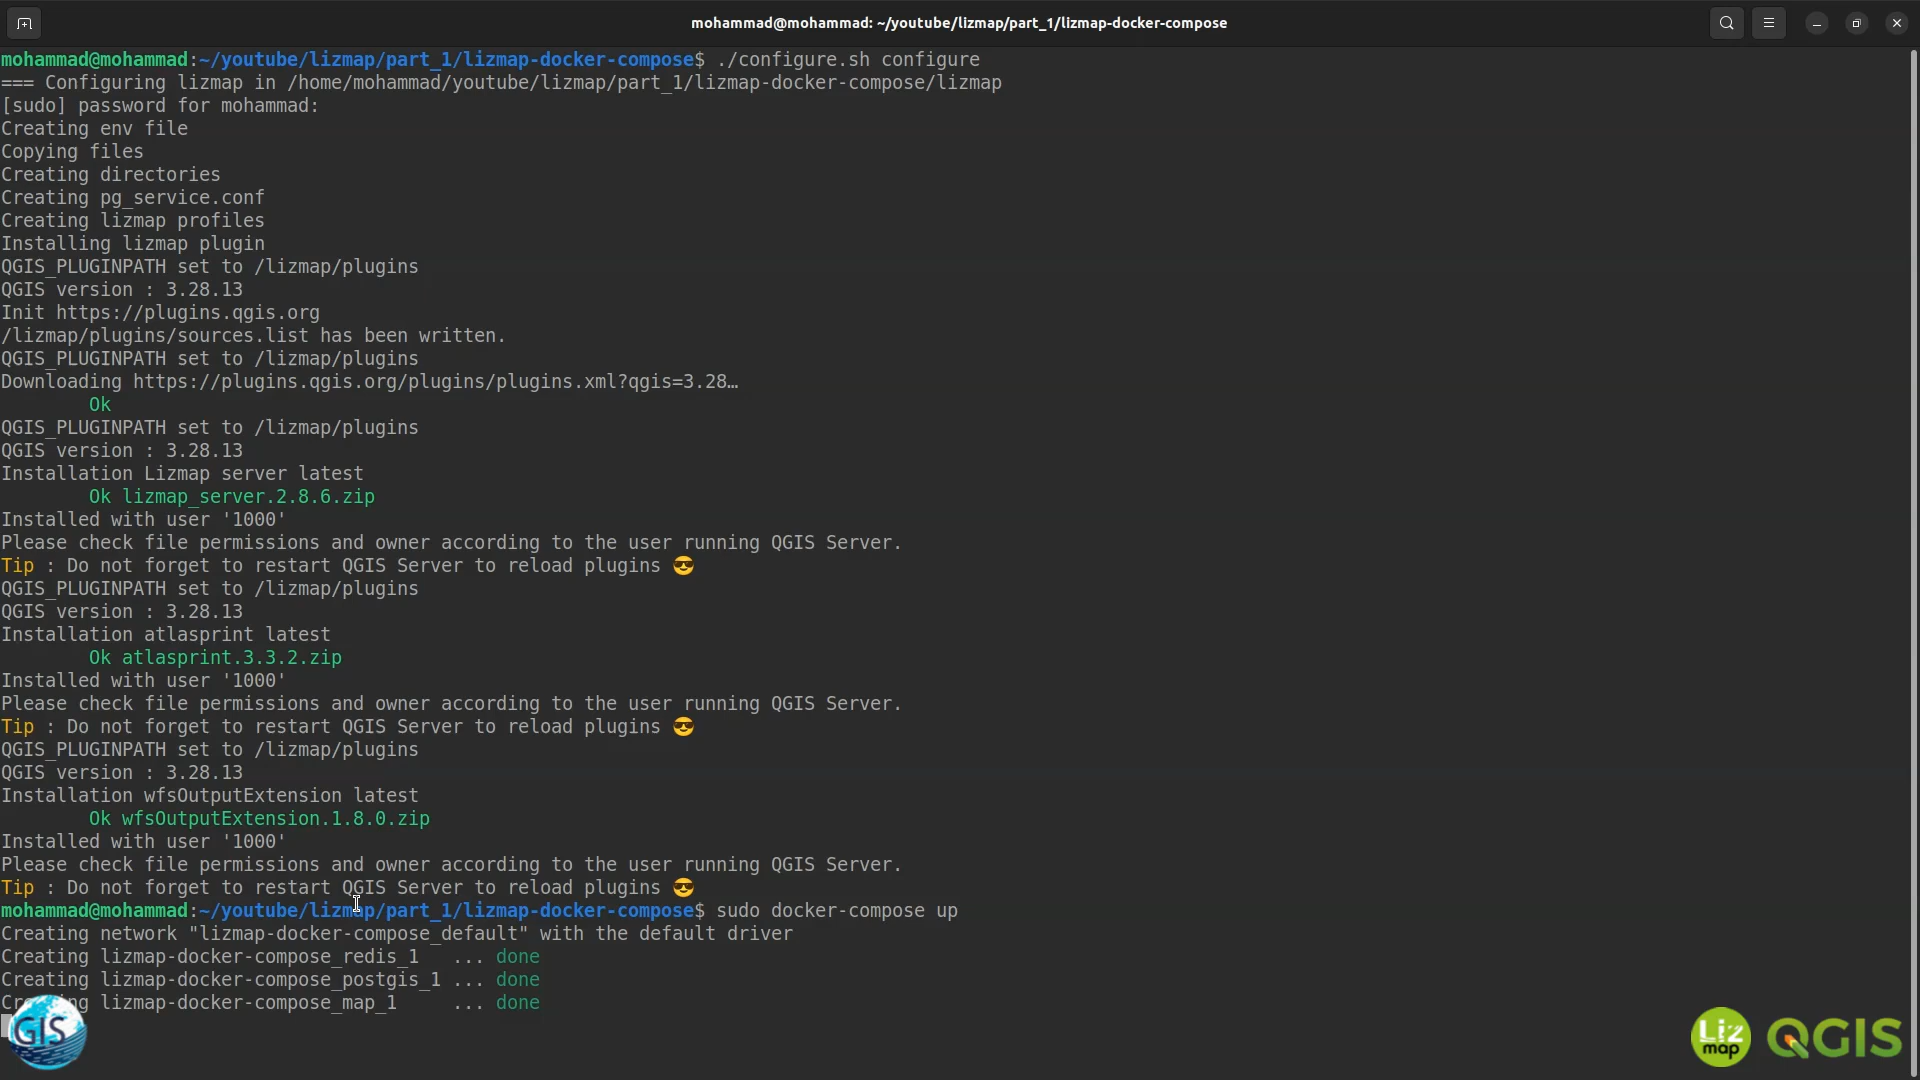 mohammad@mohammad: ~/youtube/lizmap/part_1/lizmap-docker-compose
mohammad@mohammad:~/youtube/lizmap/part_1/lizmap-docker-compose$ ./configure.sh configure
=== Configuring lizmap in /home/mohammad/youtube/lizmap/part_1/lizmap-docker-compose/lizmap
[sudo] password for mohammad:
Creating env file
Copying files
Creating directories
Creating pg_service.conf
Creating lizmap profiles
Installing lizmap plugin
QGIS_PLUGINPATH set to /lizmap/plugins
QGIS version : 3.28.13
Init https://plugins.qgis.org
/lizmap/plugins/sources.list has been written.
QGIS_PLUGINPATH set to /lizmap/plugins
Downloading https://plugins.qgis.org/plugins/plugins.xml?qgis=3.28…
Ok
QGIS_PLUGINPATH set to /lizmap/plugins
QGIS version : 3.28.13
Installation Lizmap server latest
Ok lizmap_server.2.8.6.zip
Installed with user '1000'
Please check file permissions and owner according to the user running QGIS Server.
Tip : Do not forget to restart QGIS Server to reload plugins 😎
QGIS_PLUGINPATH set to /lizmap/plugins
QGIS version : 3.28.13
Installation atlasprint latest
Ok atlasprint.3.3.2.zip
Installed with user '1000'
Please check file permissions and owner according to the user running QGIS Server.
Tip : Do not forget to restart QGIS Server to reload plugins 😎
QGIS_PLUGINPATH set to /lizmap/plugins
QGIS version : 3.28.13
Installation wfsOutputExtension latest
Ok wfsOutputExtension.1.8.0.zip
Installed with user '1000'
Please check file permissions and owner according to the user running QGIS Server.
Tip : Do not forget to restart QGIS Server to reload plugins 😎
mohammad@mohammad:~/youtube/lizmap/part_1/lizmap-docker-compose$ sudo docker-compose up
Creating network "lizmap-docker-compose_default" with the default driver
Creating lizmap-docker-compose_redis_1 ... done
Creating lizmap-docker-compose_postgis_1 ... done
lizmap-docker-compose_map_1 ... done
GIS
Liz
map
QGIS